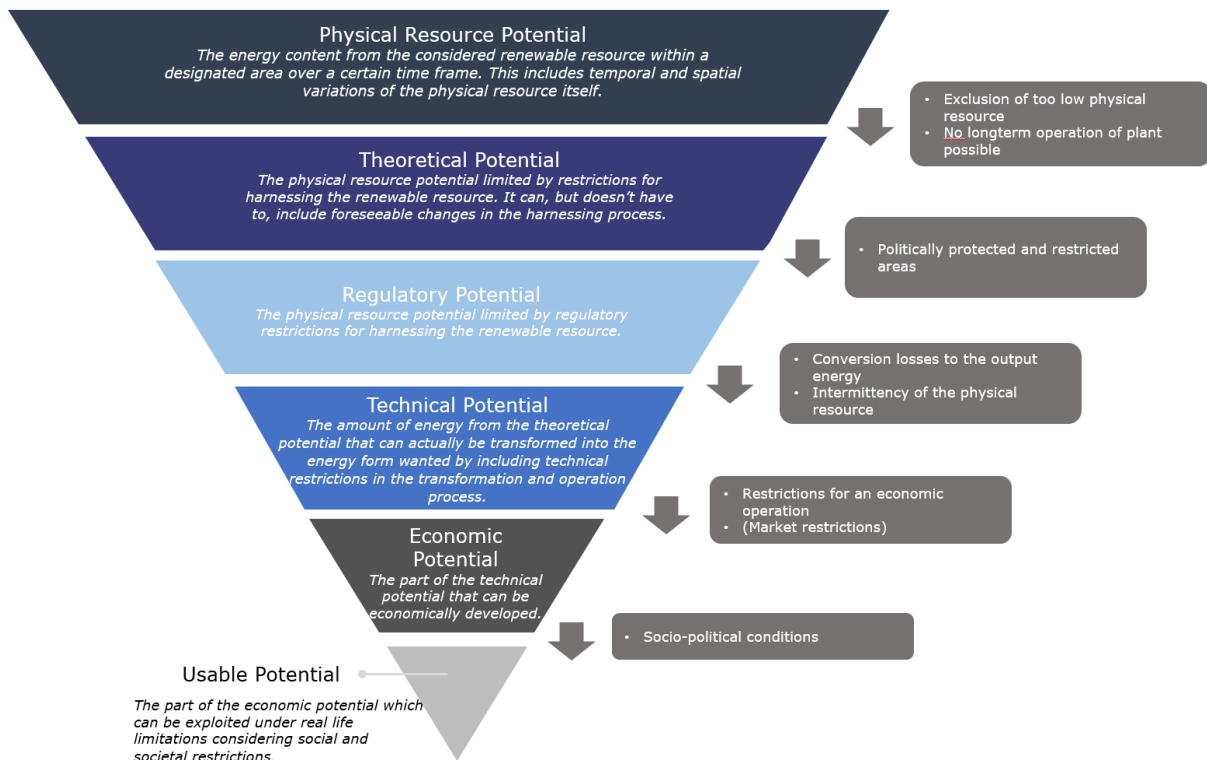 Physical Resource Potential
The energy content from the considered renewable resource within a
designated area over a certain time frame. This includes temporal and spatial
variations of the physical resource itself.
• Exclusion of too low physical
resource
• No longterm operation of plant
possible
Theoretical Potential
The physical resource potential limited by restrictions for
harnessing the renewable resource. It can, but doesn't have
to, include foreseeable changes in the harnessing process.
• Politically protected and restricted
areas
Regulatory Potential
The physical resource potential limited by regulatory
restrictions for harnessing the renewable resource.
• Conversion losses to the output
energy
• Intermittency of the physical
resource
Technical Potential
The amount of energy from the theoretical
potential that can actually be transformed into the
energy form wanted by including technical
restrictions in the transformation and operation
process.
• Restrictions for an economic
operation
• (Market restrictions)
Economic
Potential
The part of the technical
potential that can be
economically developed.
• Socio-political conditions
Usable Potential
The part of the economic potential which
can be exploited under real life
limitations considering social and
societal restrictions.